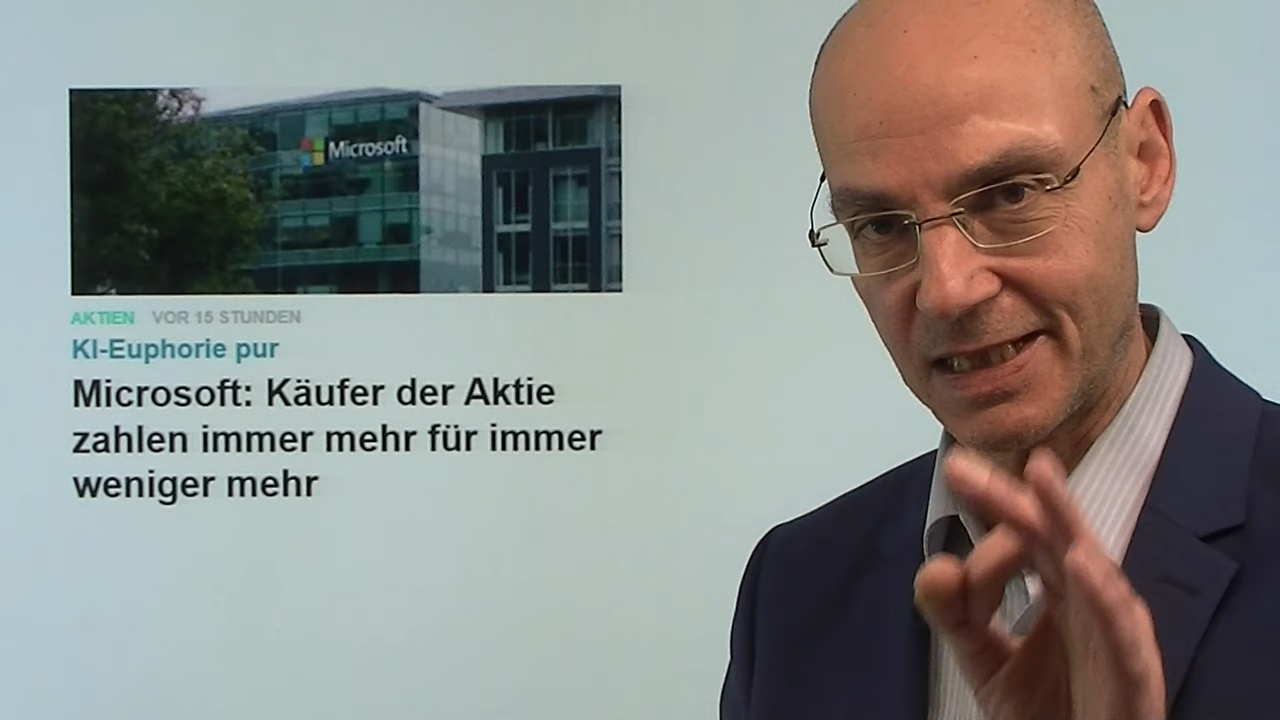 Microsoft
AKTIEN VOR 15 STUNDEN
KI-Euphorie pur
Microsoft: Käufer der Aktie
zahlen immer mehr für immer
weniger mehr